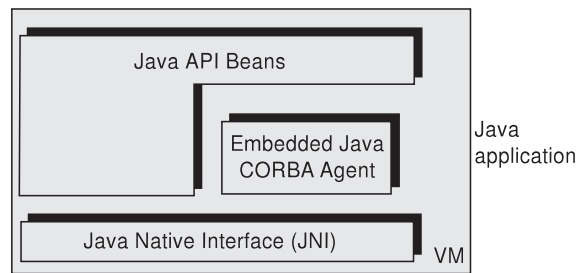 Java API Beans
Embedded Java
CORBA Agent
Java
application
Java Native Interface (JNI)
VM